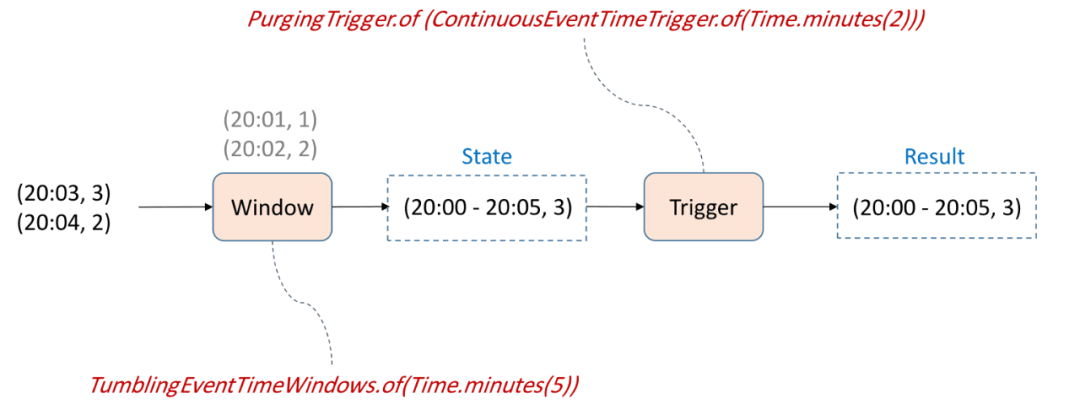 PurgingTrigger.of (ContinuousEventTimeTrigger.of(Time.minutes(2)))
(20:01, 1)
(20:02, 2)
State
Result
(20:03, 3)
(20:04, 2)
Window
(20:00 - 20:05, 3)
Trigger
(20:00 - 20:05, 3)
TumblingEventTimeWindows.of(Time.minutes(5))